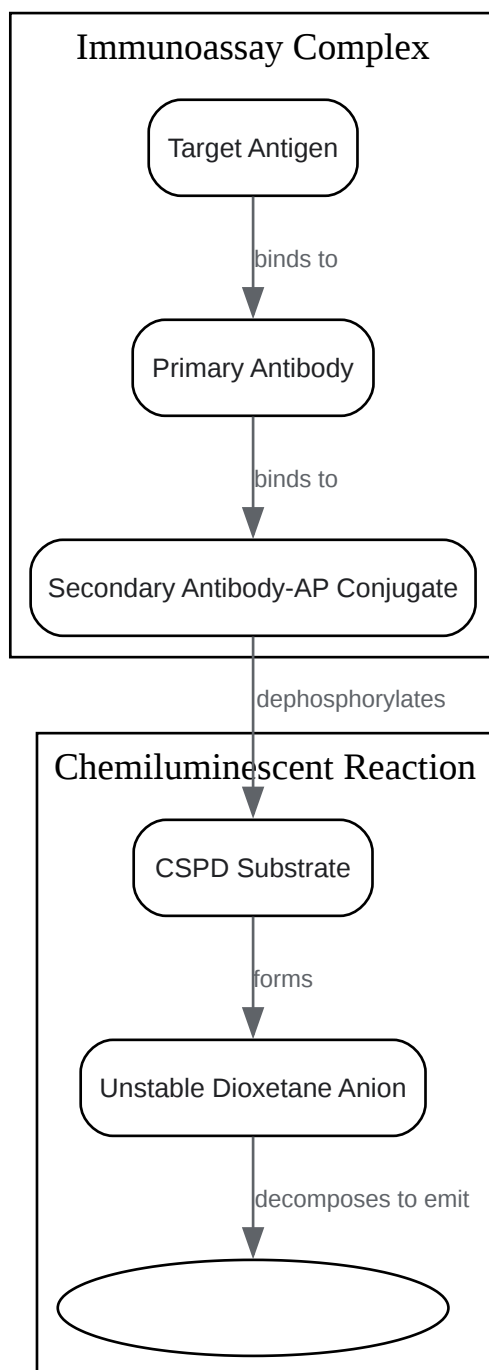 Immunoassay Complex
Target Antigen
binds to
Primary Antibody
binds to
Secondary Antibody-AP Conjugate
dephosphorylates
Chemiluminescent Reaction
CSPD Substrate
forms
Unstable Dioxetane Anion
decomposes to emit